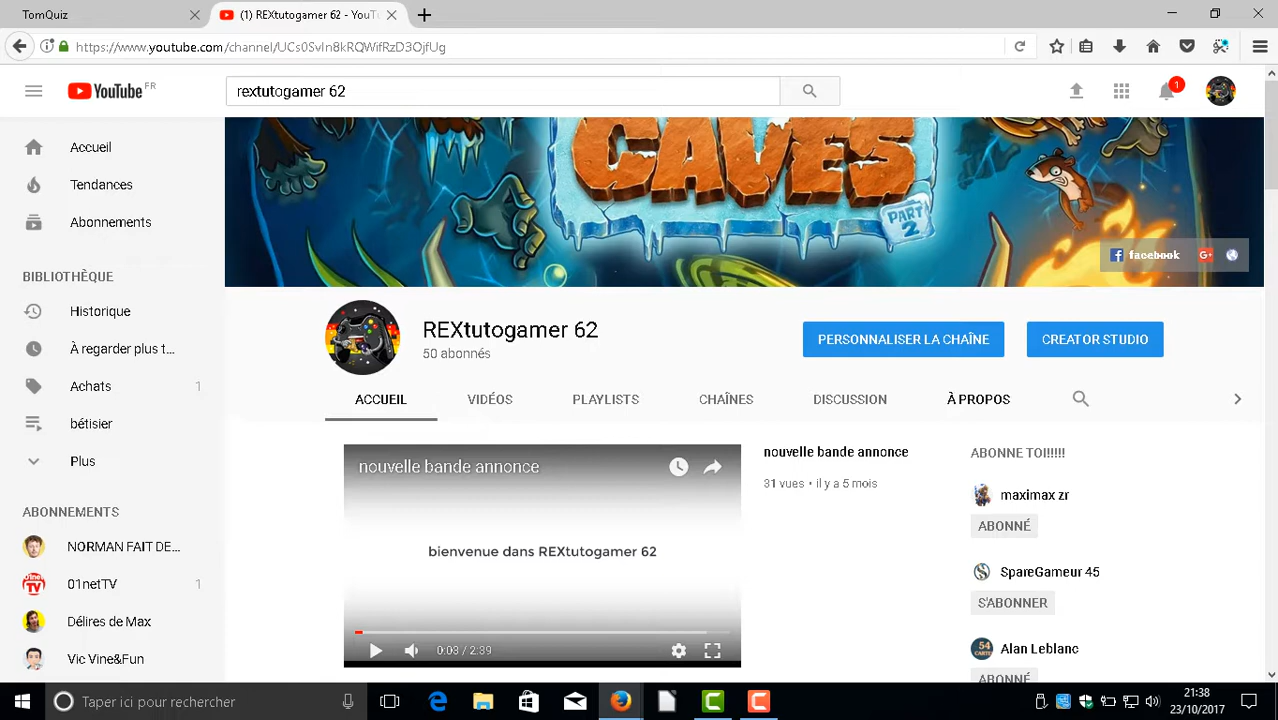 TomQuiz
(1) REXtutogamer 62 - YouT
https://www.youtube.com/channel/UCs0SvIn8kRQWifRzD3OjfUg
YouTube FR
rextutogamer 62
1
Accueil
Tendances
Abonnements
BIBLIOTHÈQUE
Historique
À regarder plus t...
Achats 1
bétisier
Plus
ABONNEMENTS
NORMAN FAIT DE...
01netTV 1
Délires de Max
Vic Vine&Fun
CAVES
PART 2
facebook
REXtutogamer 62
50 abonnés
PERSONNALISER LA CHAÎNE
CREATOR STUDIO
ACCUEIL
VIDÉOS
PLAYLISTS
CHAÎNES
DISCUSSION
À PROPOS
nouvelle bande annonce
bienvenue dans REXtutogamer 62
0:03 / 2:39
nouvelle bande annonce
31 vues • il y a 5 mois
ABONNE TOI!!!!!
maximax zr
ABONNÉ
SpareGameur 45
S'ABONNER
Alan Leblanc
ABONNÉ
Taper ici pour rechercher
21:38
23/10/2017